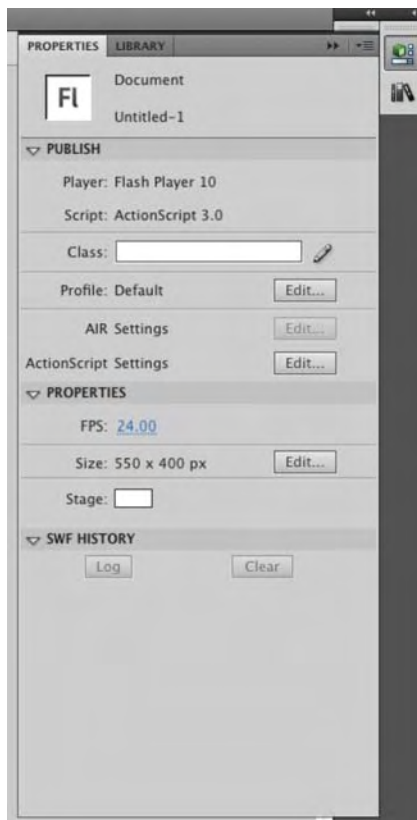 PROPERTIES LIBRARY
Fl
Document
Untitled-1
PUBLISH
Player: Flash Player 10
Script: ActionScript 3.0
Class:
Profile: Default Edit...
AIR Settings Edit...
ActionScript Settings Edit...
PROPERTIES
FPS: 24.00
Size: 550 x 400 px Edit...
Stage:
SWF HISTORY
Log Clear